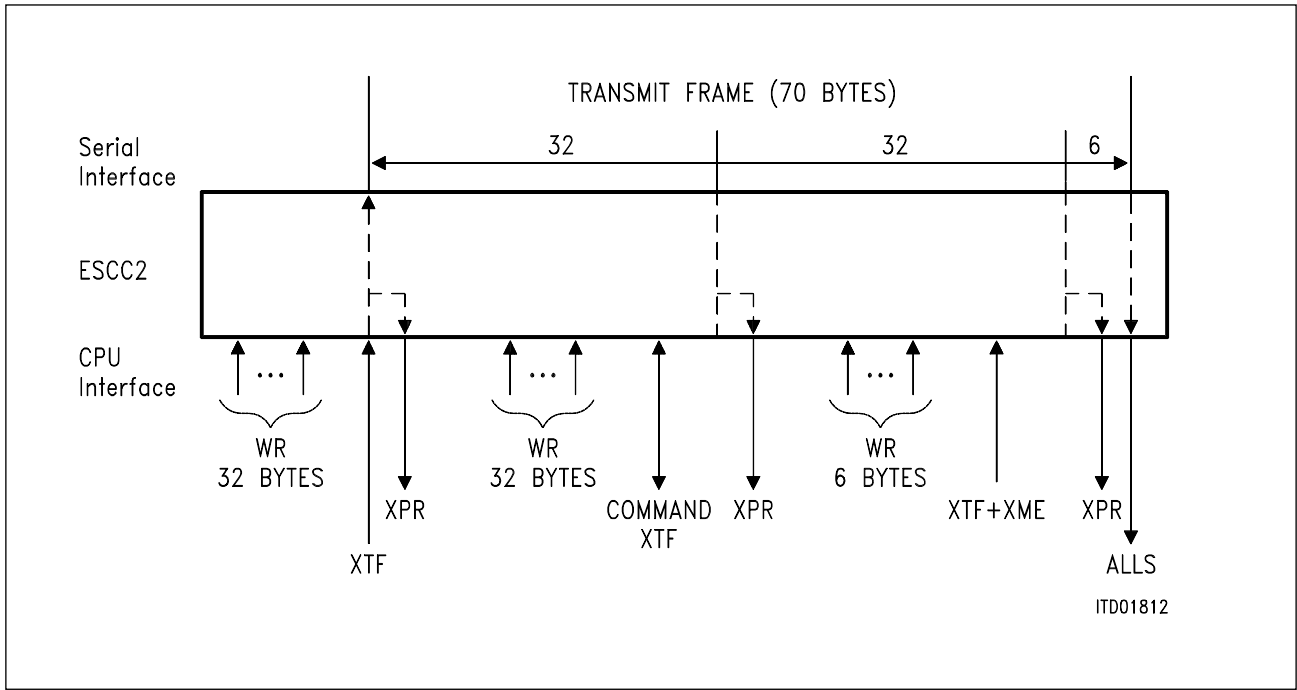 TRANSMIT FRAME (70 BYTES)
Serial
Interface
32
32
6
ESCC2
CPU
Interface
...
...
...
WR
32 BYTES
WR
32 BYTES
WR
6 BYTES
XPR
COMMAND
XTF
XPR
XTF+XME
XPR
XTF
ALLS
ITD01812